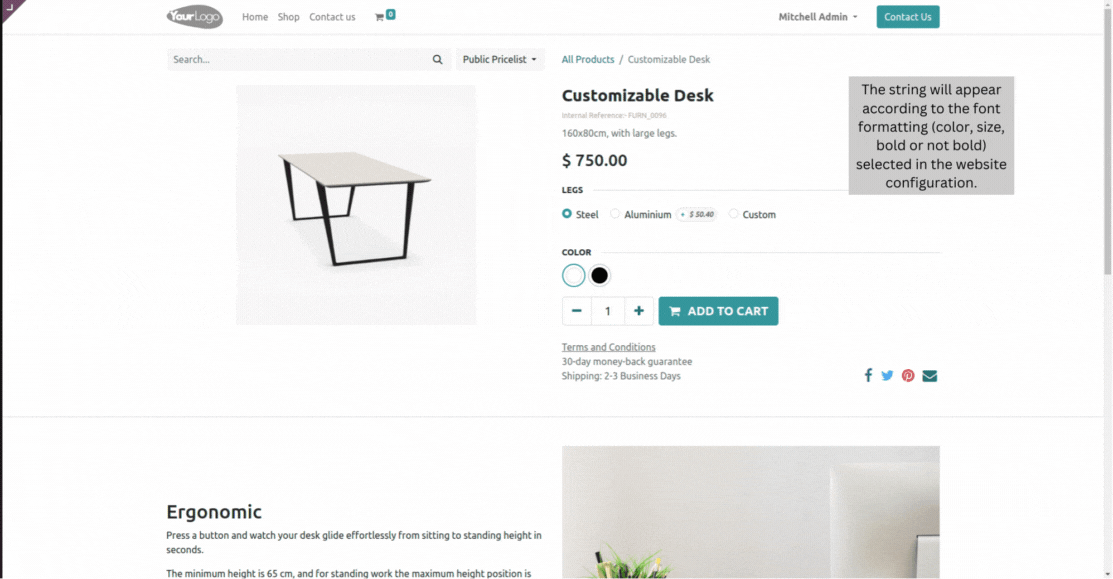 YourLogo
Home Shop Contact us 0
Mitchell Admin
Contact Us
Search...
Public Pricelist
All Products / Customizable Desk
Customizable Desk
Internal Reference:- FURN_0096
160x80cm, with large legs.
$ 750.00
LEGS
Steel Aluminium + $ 50.40 Custom
COLOR
1
ADD TO CART
Terms and Conditions
30-day money-back guarantee
Shipping: 2-3 Business Days
The string will appear
according to the font
formatting (color, size,
bold or not bold)
selected in the website
configuration.
Ergonomic
Press a button and watch your desk glide effortlessly from sitting to standing height in
seconds.
The minimum height is 65 cm, and for standing work the maximum height position is